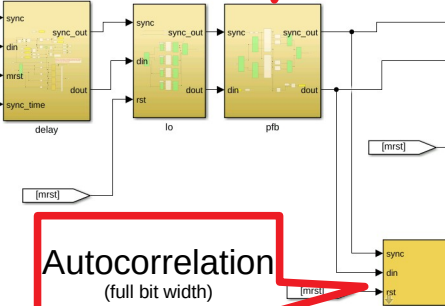 sync
din
mrst
sync_time
sync_out
dout
delay
sync
din
rst
sync_out
dout
lo
sync
din
sync_out
dout
pfb
[mrst]
[mrst]
Autocorrelation
(full bit width)
[mrst]
sync
din
rst